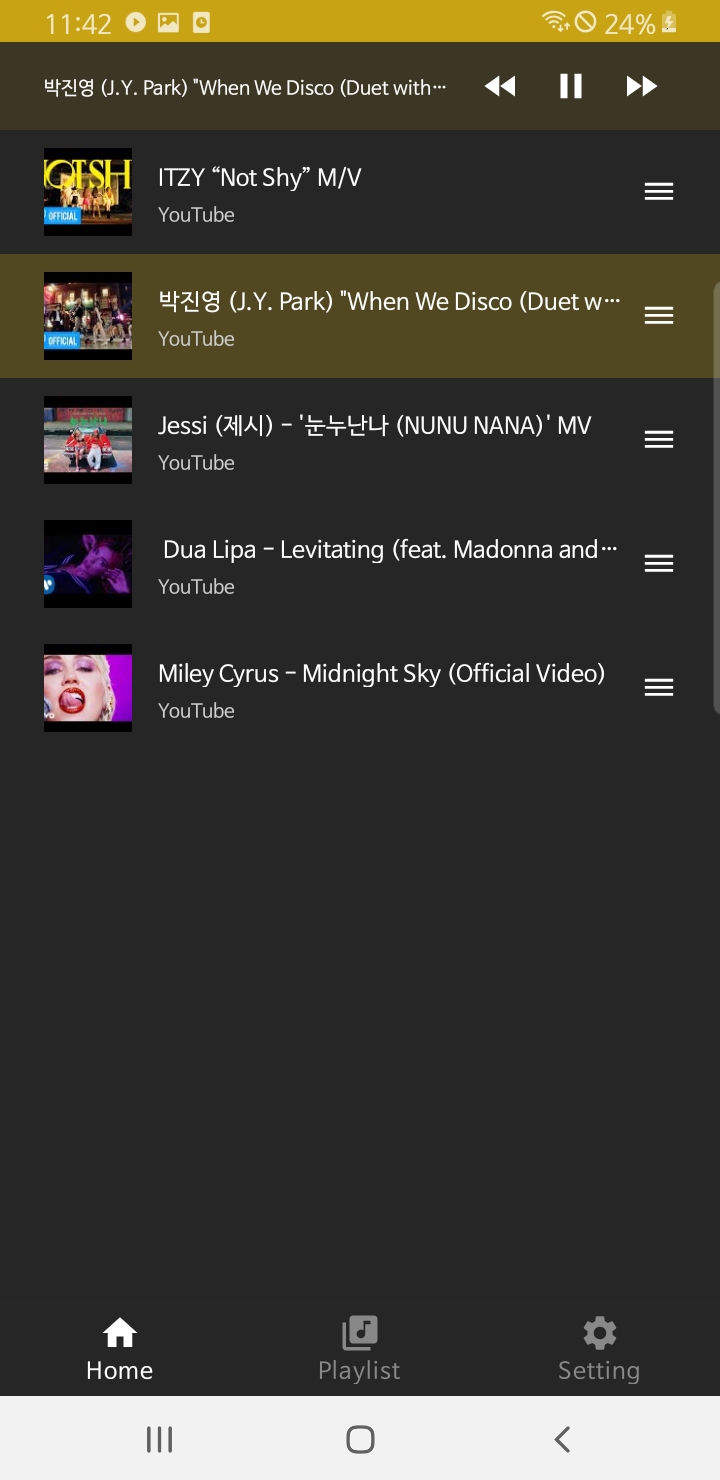 11:42
24%
박진영 (J.Y. Park) "When We Disco (Duet with···
NOT SH
OFFICIAL
ITZY “Not Shy” M/V
YouTube
OFFICIAL
박진영 (J.Y. Park) "When We Disco (Duet w···
YouTube
Jessi (제시) - '눈누난나 (NUNU NANA)' MV
YouTube
Dua Lipa - Levitating (feat. Madonna and···
YouTube
Miley Cyrus - Midnight Sky (Official Video)
YouTube
Home
Playlist
Setting